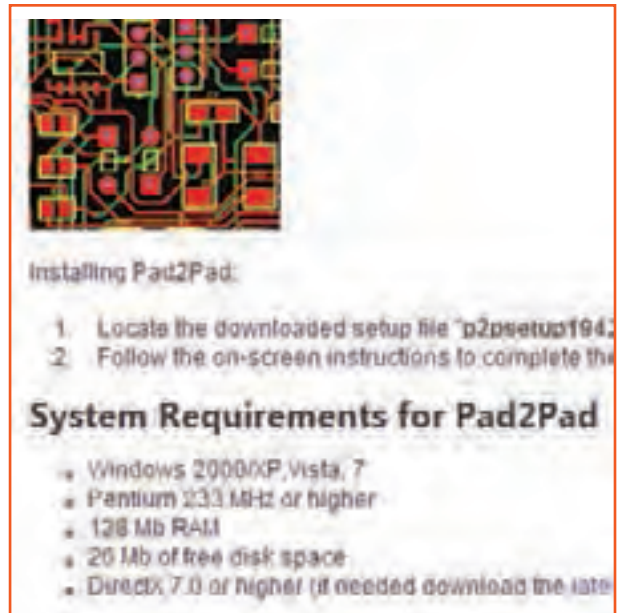 Installing Pad2Pad:
1. Locate the downloaded setup file "p2psetup194
2. Follow the on-screen instructions to complete the
System Requirements for Pad2Pad
Windows 2000/XP,Vista, 7
Pentium 233 MHz or higher
128 Mb RAM
26 Mb of free disk space
DirectX 7.0 or higher (if needed download the late